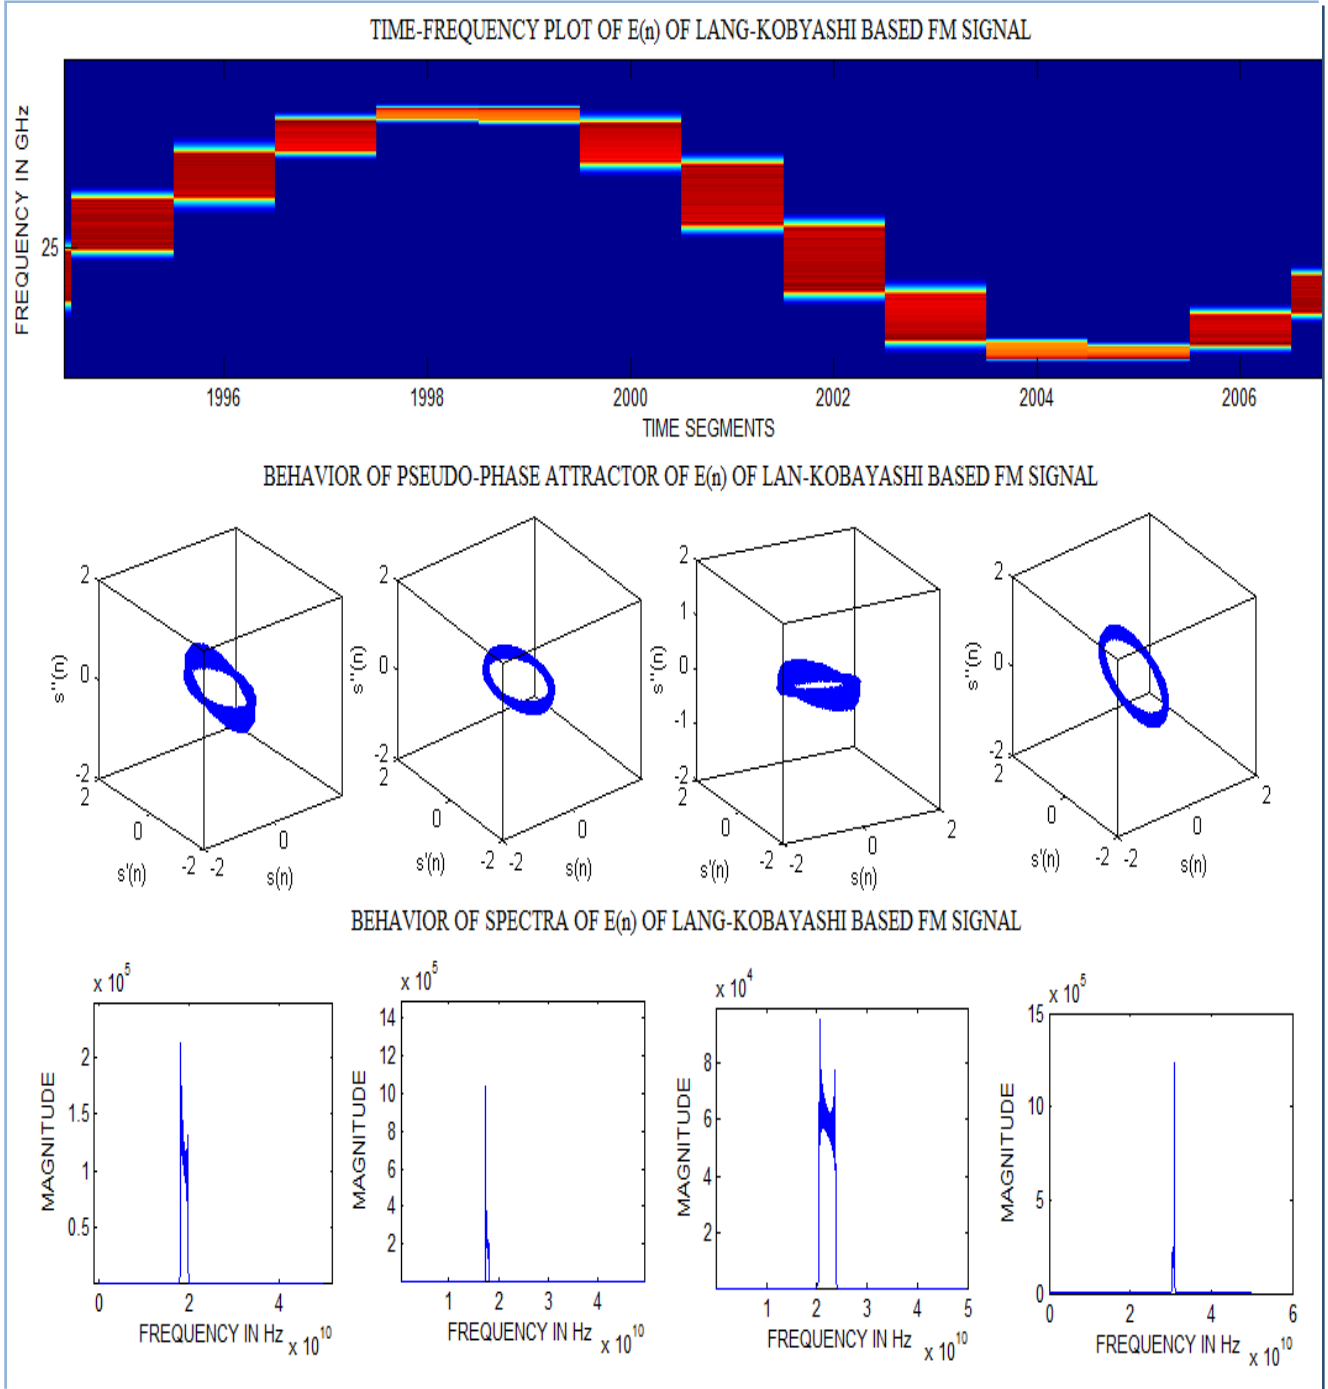 TIME-FREQUENCY PLOT OF E(n) OF LANG-KOBYASHI BASED FM SIGNAL
FREQUENCY IN GHz
25
1996 1998 2000 2002 2004 2006
TIME SEGMENTS
BEHAVIOR OF PSEUDO-PHASE ATTRACTOR OF E(n) OF LAN-KOBAYASHI BASED FM SIGNAL
s''(n)
2
0
-2
2
0
-2 -2
0
s'(n)
s(n)
s''(n)
2
0
-2
2
0
-2 -2
0
s'(n)
s(n)
s''(n)
2
1
0
-1
-2
2
0
-2 -2
0
2
s'(n)
s(n)
s''(n)
2
0
-2
2
0
-2 -2
0
2
s'(n)
s(n)
BEHAVIOR OF SPECTRA OF E(n) OF LANG-KOBAYASHI BASED FM SIGNAL
x 10^5
MAGNITUDE
2
1.5
1
0.5
0 2 4
FREQUENCY IN Hz x 10^10
x 10^5
MAGNITUDE
14
12
10
8
6
4
2
1 2 3 4
FREQUENCY IN Hz x 10^10
x 10^4
MAGNITUDE
8
6
4
2
1 2 3 4 5
FREQUENCY IN Hz x 10^10
x 10^5
MAGNITUDE
15
10
5
0
0 2 4 6
FREQUENCY IN Hz x 10^10